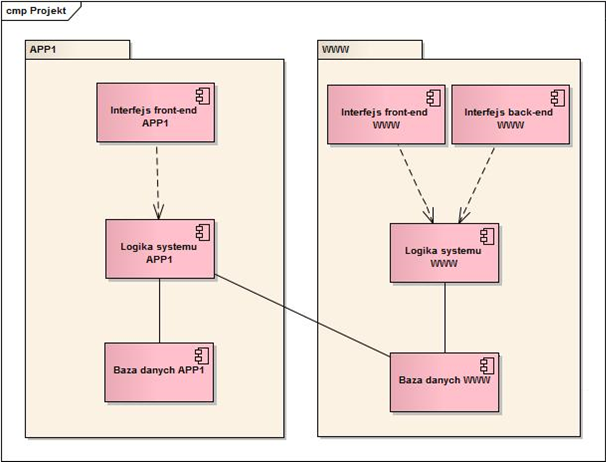 cmp Projekt
APP1
Interfejs front-end
APP1
Logika systemu
APP1
Baza danych APP1
WWW
Interfejs front-end
WWW
Interfejs back-end
WWW
Logika systemu
WWW
Baza danych WWW